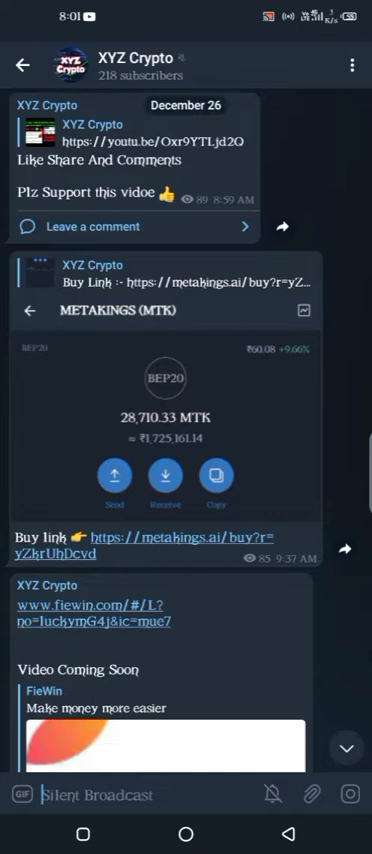 8:01
K/s
XYZ Crypto
XYZ Crypto
218 subscribers
XYZ Crypto
December 26
XYZ Crypto
https://youtu.be/Oxr9YTLjd2Q
Like Share And Comments
Plz Support this vidoe 👍
89 8:59 AM
Leave a comment
XYZ Crypto
Buy Link :- https://metakings.ai/buy?r=yZ...
METAKINGS (MTK)
BEP20
₹60.08 +9.66%
BEP20
28,710.33 MTK
≈ ₹1,725,161.14
Send Receive Copy
Buy link 👉 https://metakings.ai/buy?r=
yZkrUhDcvd
85 9:37 AM
XYZ Crypto
www.fiewin.com/#/L?
no=luckymG4j&ic=mue7
Video Coming Soon
FieWin
Make money more easier
GIF Silent Broadcast